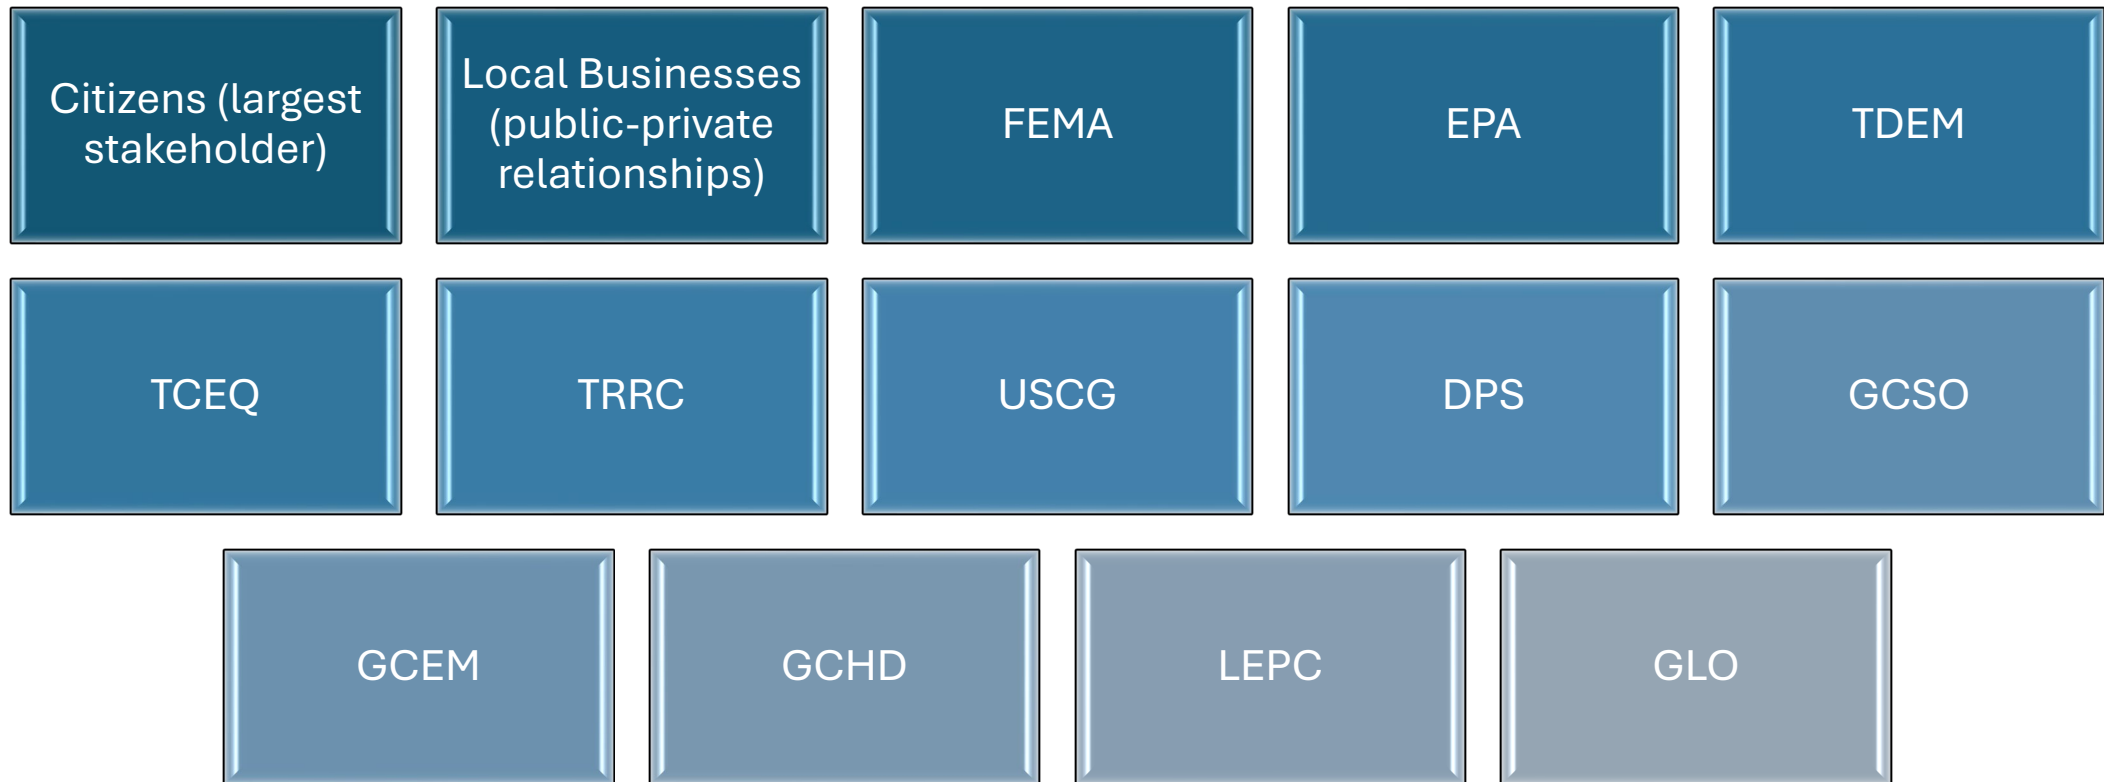 Citizens (largest
stakeholder)
Local Businesses
(public-private
relationships)
FEMA
EPA
TDEM
TCEQ
TRRC
USCG
DPS
GCSO
GCEM
GCHD
LEPC
GLO